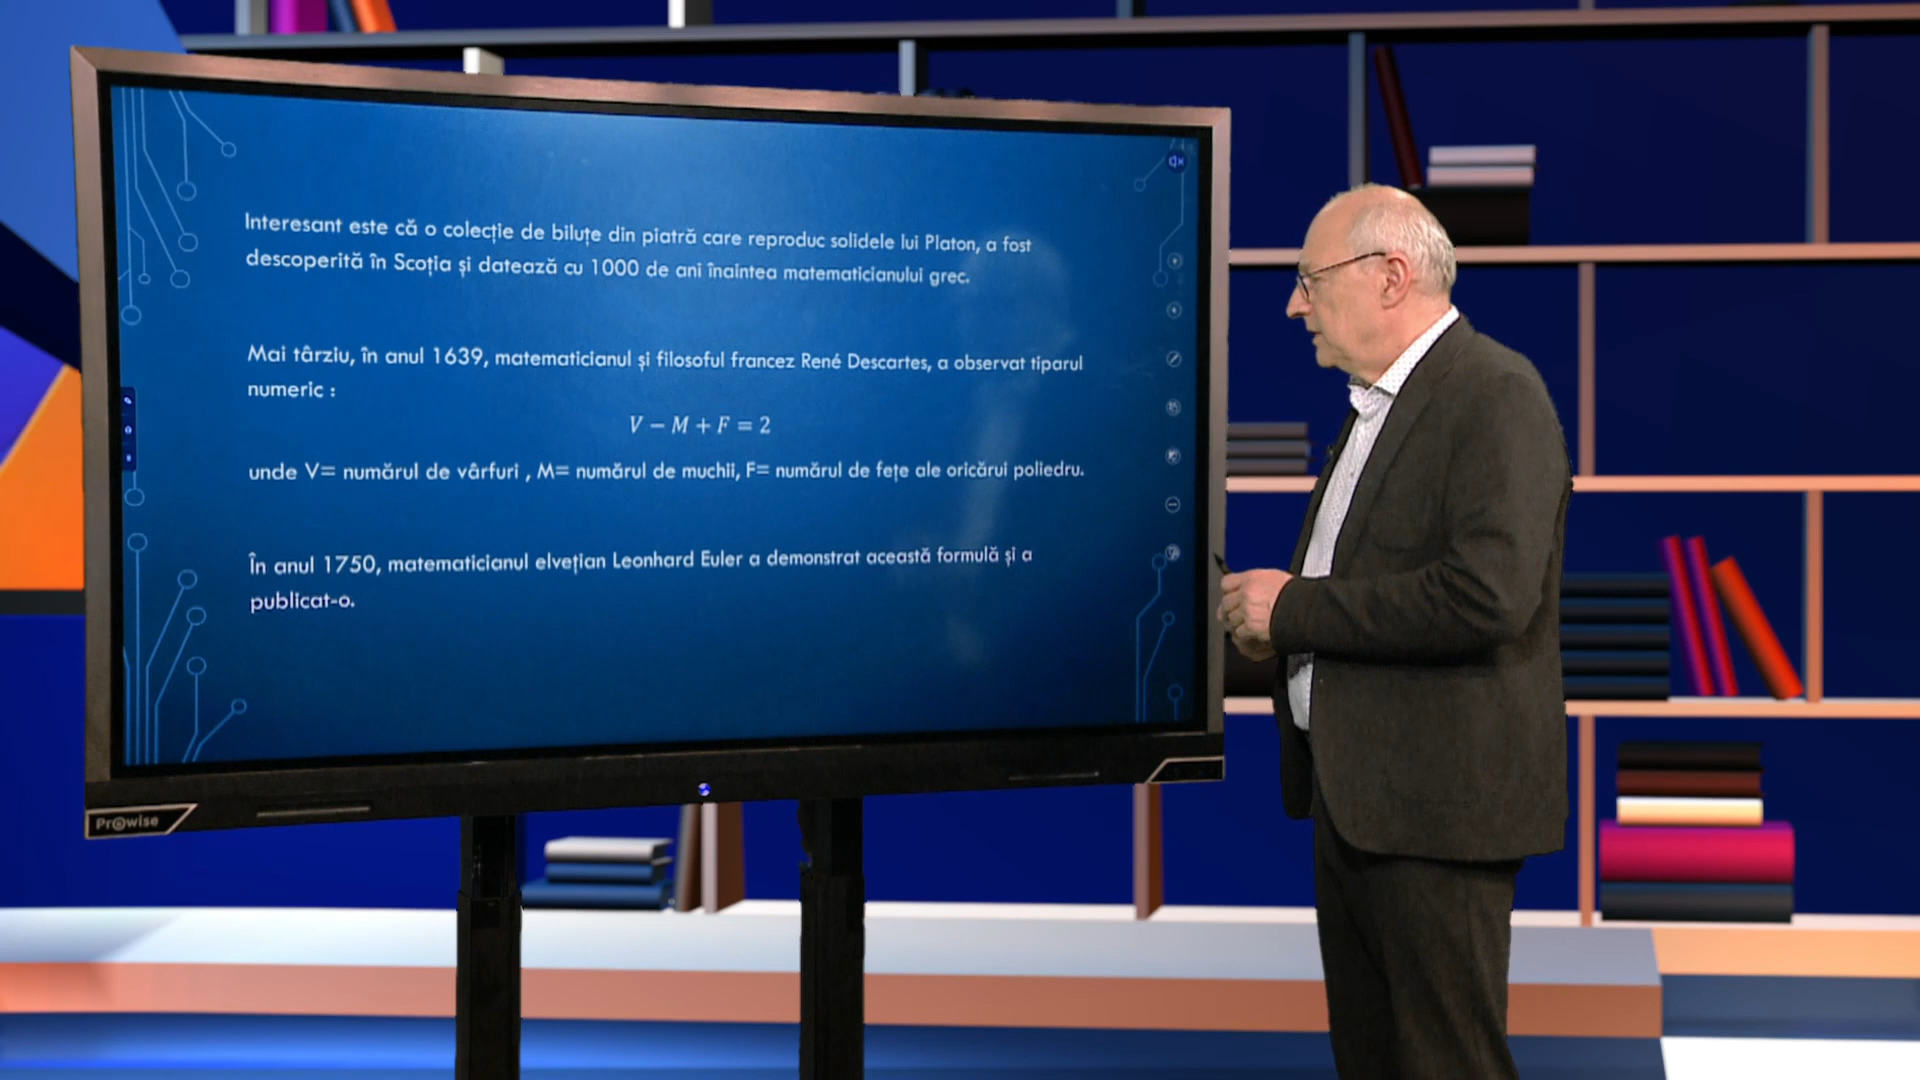 Interesant este că o colecție de biluțe din piatră care reproduc solidele lui Platon, a fost
descoperită în Scoția și datează cu 1000 de ani înaintea matematicianului grec.
Mai târziu, în anul 1639, matematicianul și filosoful francez René Descartes, a observat tiparul
numeric :
V − M + F = 2
unde V= numărul de vârfuri , M= numărul de muchii, F= numărul de fețe ale oricărui poliedru.
În anul 1750, matematicianul elvețian Leonhard Euler a demonstrat această formulă și a
publicat-o.
Prowise